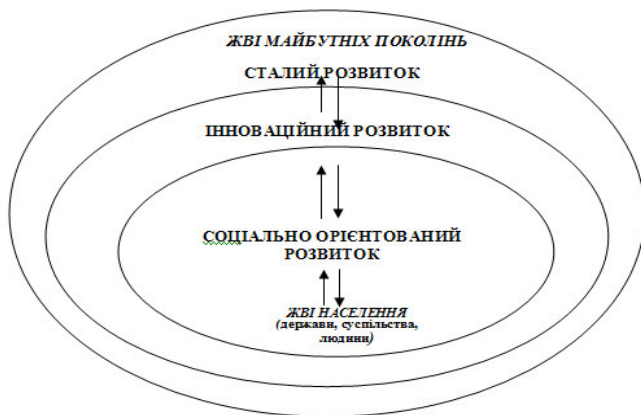 ЖВІ МАЙБУТНІХ ПОКОЛІНЬ
СТАЛИЙ РОЗВИТОК
ІННОВАЦІЙНИЙ РОЗВИТОК
СОЦІАЛЬНО ОРІЄНТОВАНИЙ
РОЗВИТОК
ЖВІ НАСЕЛЕННЯ
(держави, суспільства,
людини)